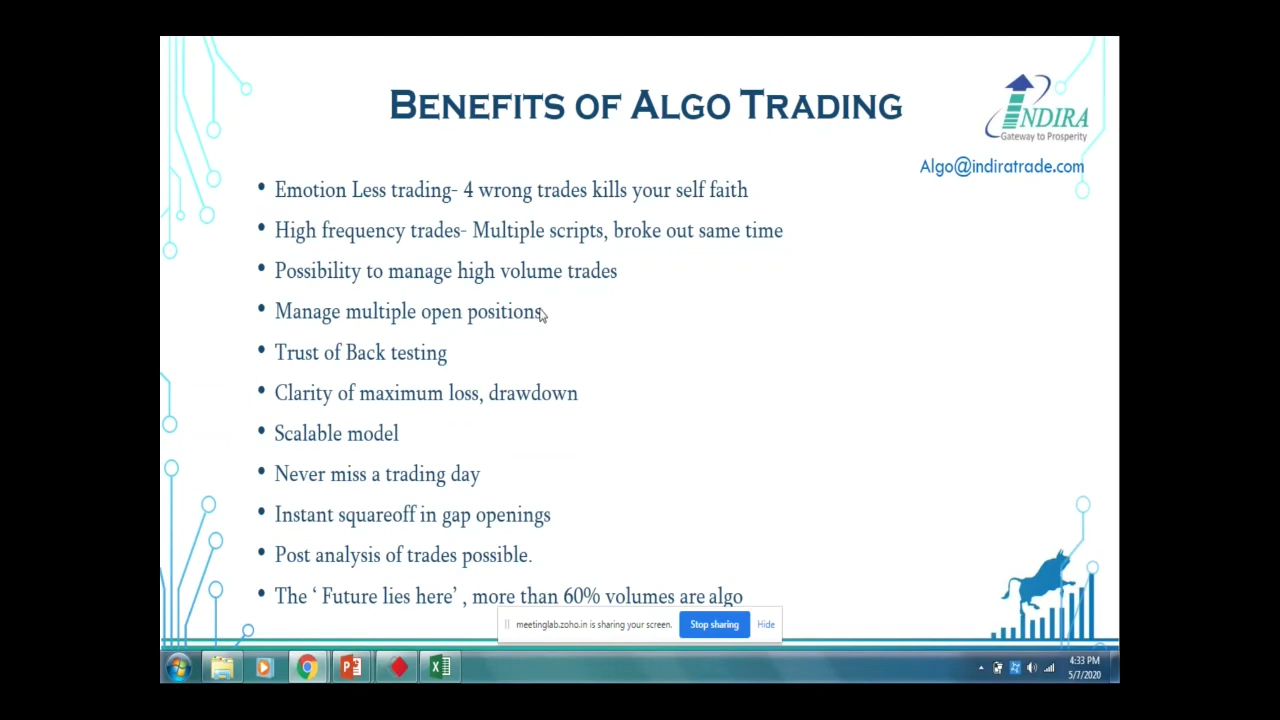 BENEFITS OF ALGO TRADING
INDIRA
Gateway to Prosperity
Algo@indiratrade.com
• Emotion Less trading- 4 wrong trades kills your self faith
• High frequency trades- Multiple scripts, broke out same time
• Possibility to manage high volume trades
• Manage multiple open positions
• Trust of Back testing
• Clarity of maximum loss, drawdown
• Scalable model
• Never miss a trading day
• Instant squareoff in gap openings
• Post analysis of trades possible.
• The ‘ Future lies here’ , more than 60% volumes are algo
meetinglab.zoho.in is sharing your screen. Stop sharing Hide
4:33 PM
5/7/2020